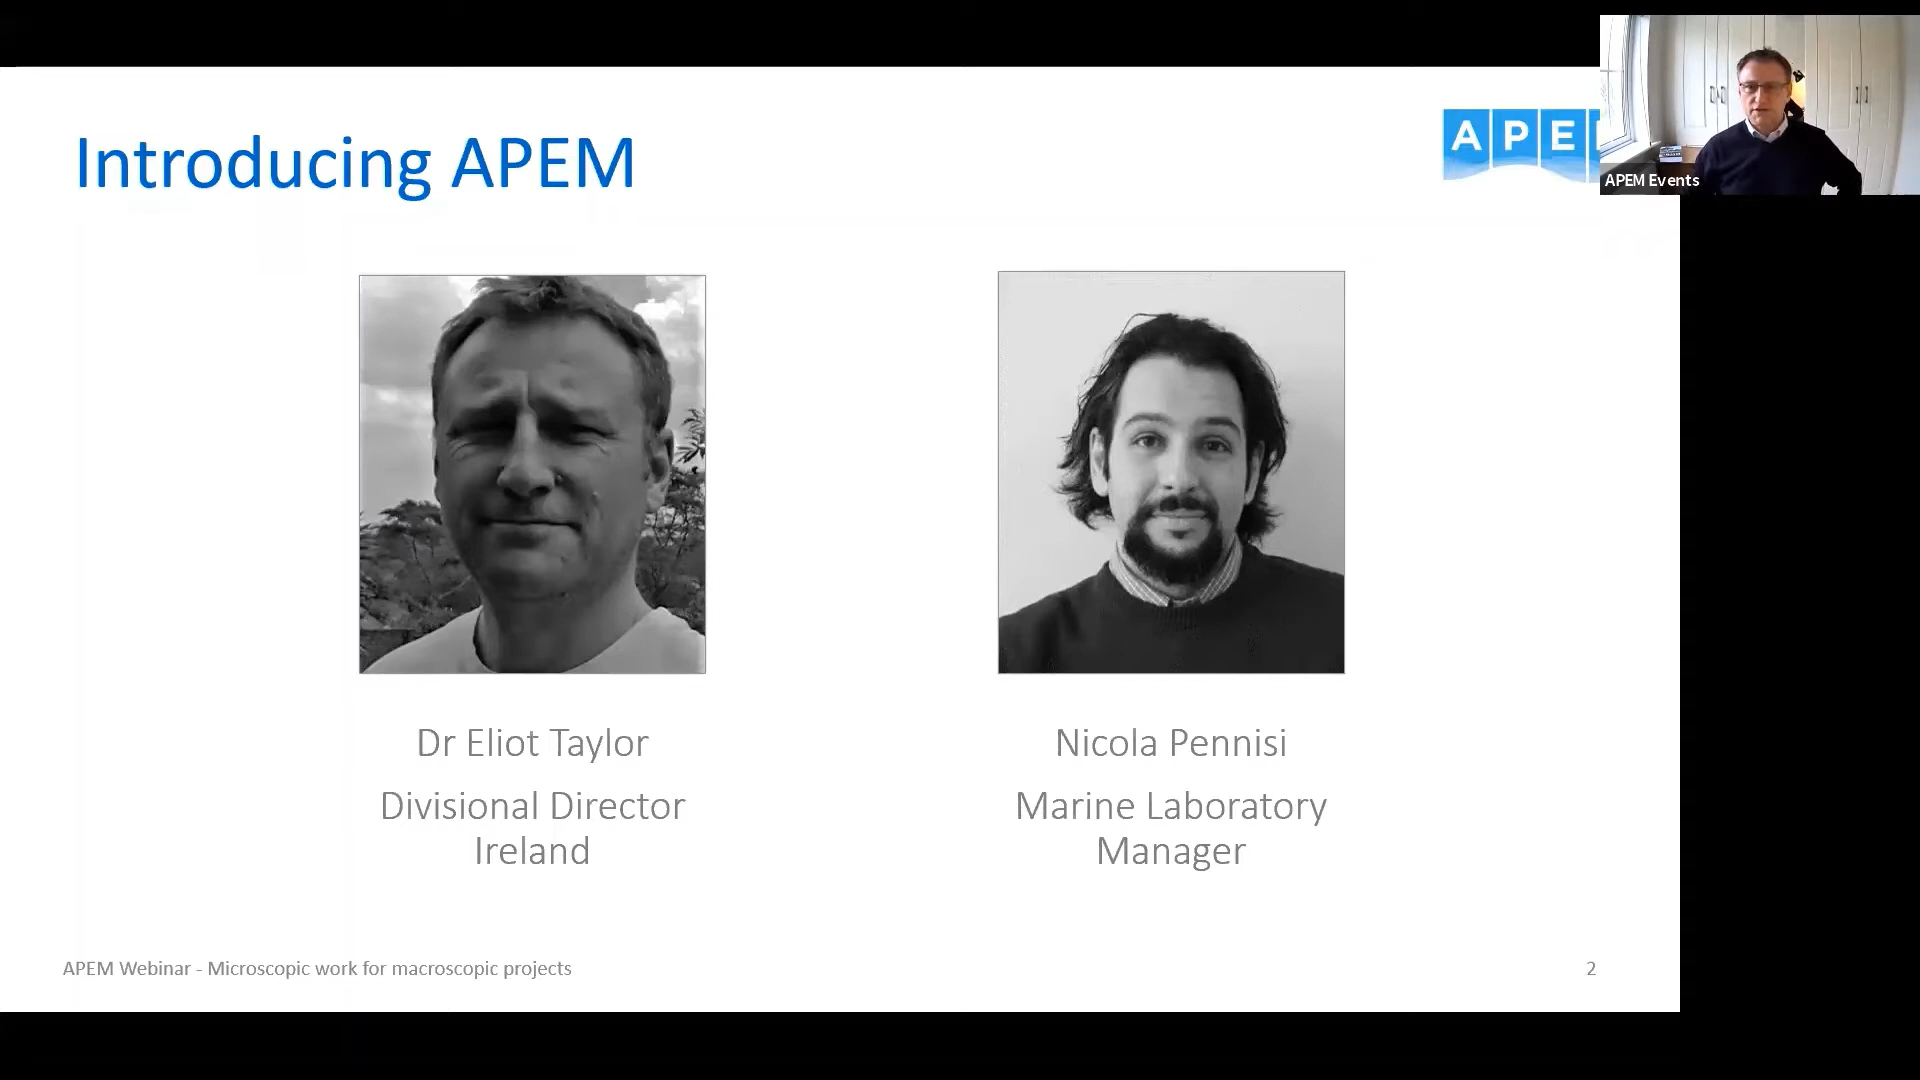 Introducing APEM
APE
APEM Events
Dr Eliot Taylor
Divisional Director
Ireland
Nicola Pennisi
Marine Laboratory
Manager
APEM Webinar - Microscopic work for macroscopic projects
2